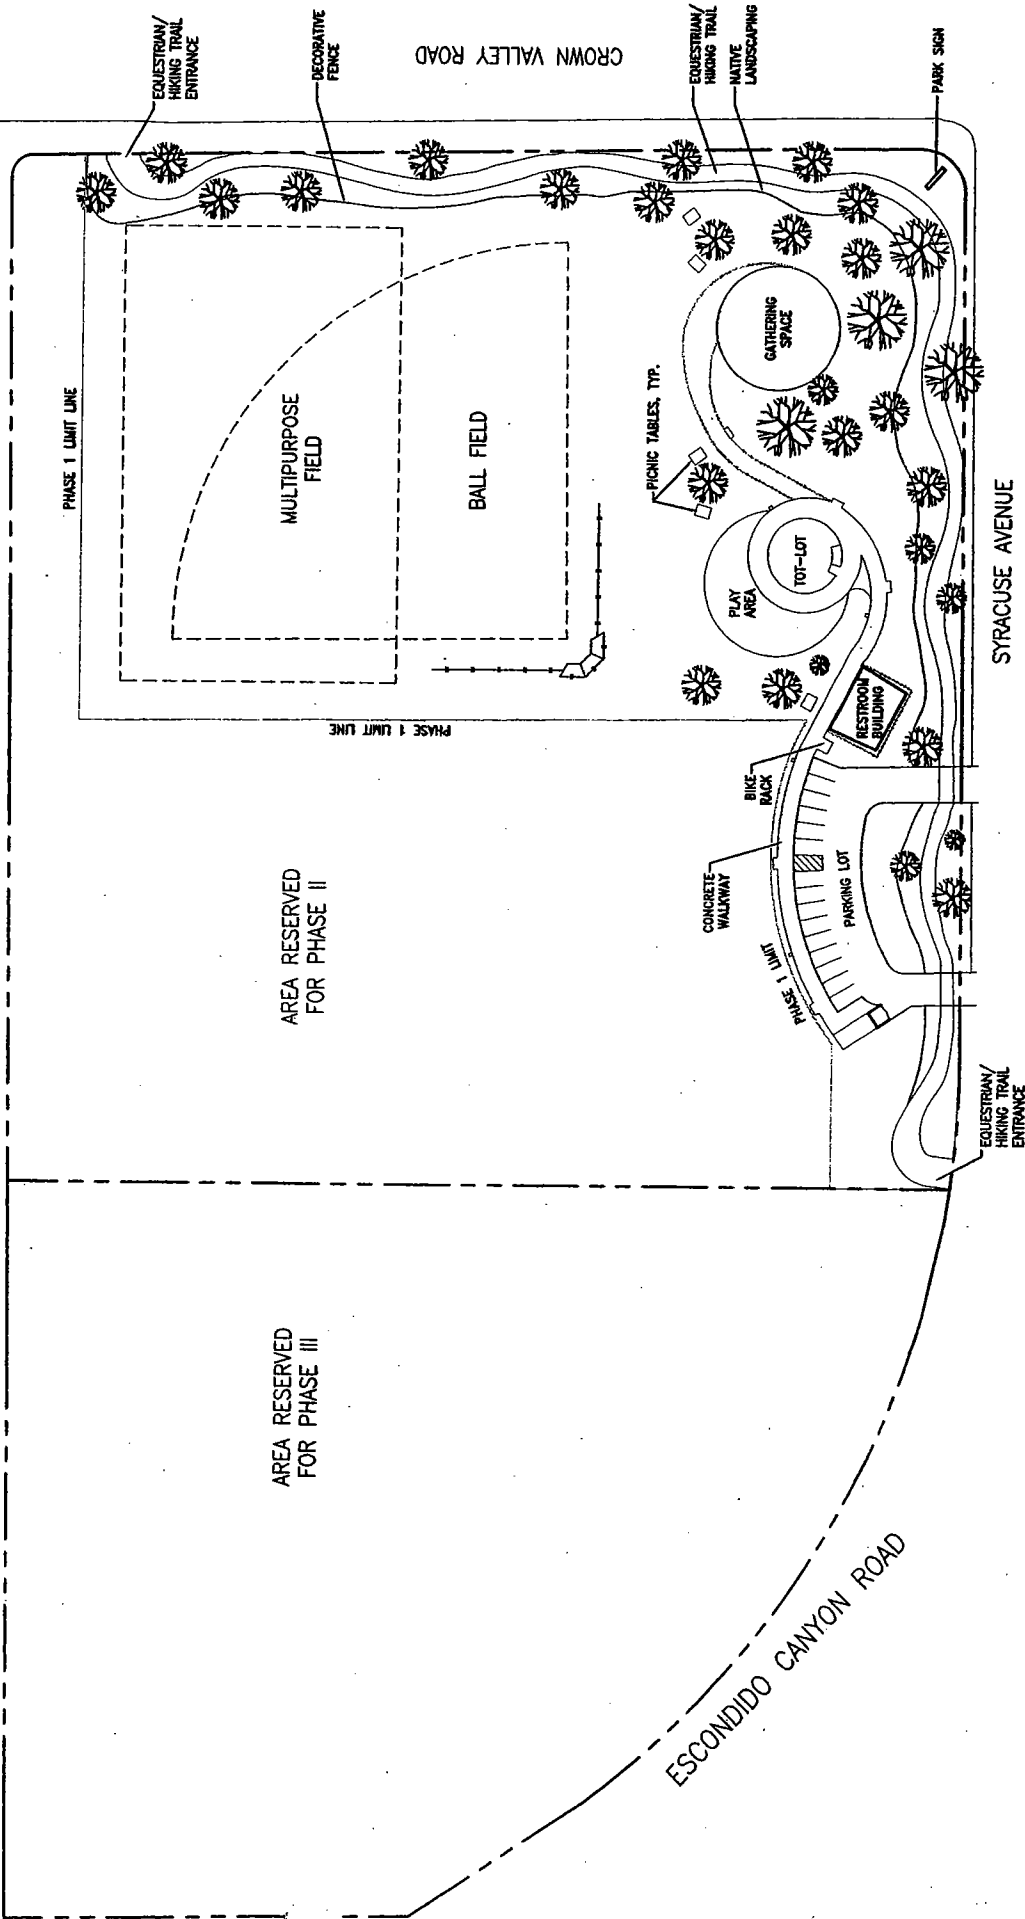 EQUESTRIAN/
HIKING TRAIL
ENTRANCE
DECORATIVE
FENCE
CROWN VALLEY ROAD
EQUESTRIAN/
HIKING TRAIL
NATIVE
LANDSCAPING
PARK SIGN
PHASE 1 LIMIT LINE
MULTIPURPOSE
FIELD
BALL FIELD
GATHERING
SPACE
PICNIC TABLES, TYP.
TOT-LOT
PLAY
AREA
PHASE 1 LIMIT LINE
RESTROOM
BUILDING
BIKE
RACK
SYRACUSE AVENUE
AREA RESERVED
FOR PHASE II
CONCRETE
WALKWAY
PARKING LOT
PHASE 1 LIMIT
EQUESTRIAN/
HIKING TRAIL
ENTRANCE
AREA RESERVED
FOR PHASE III
ESCONDIDO CANYON ROAD